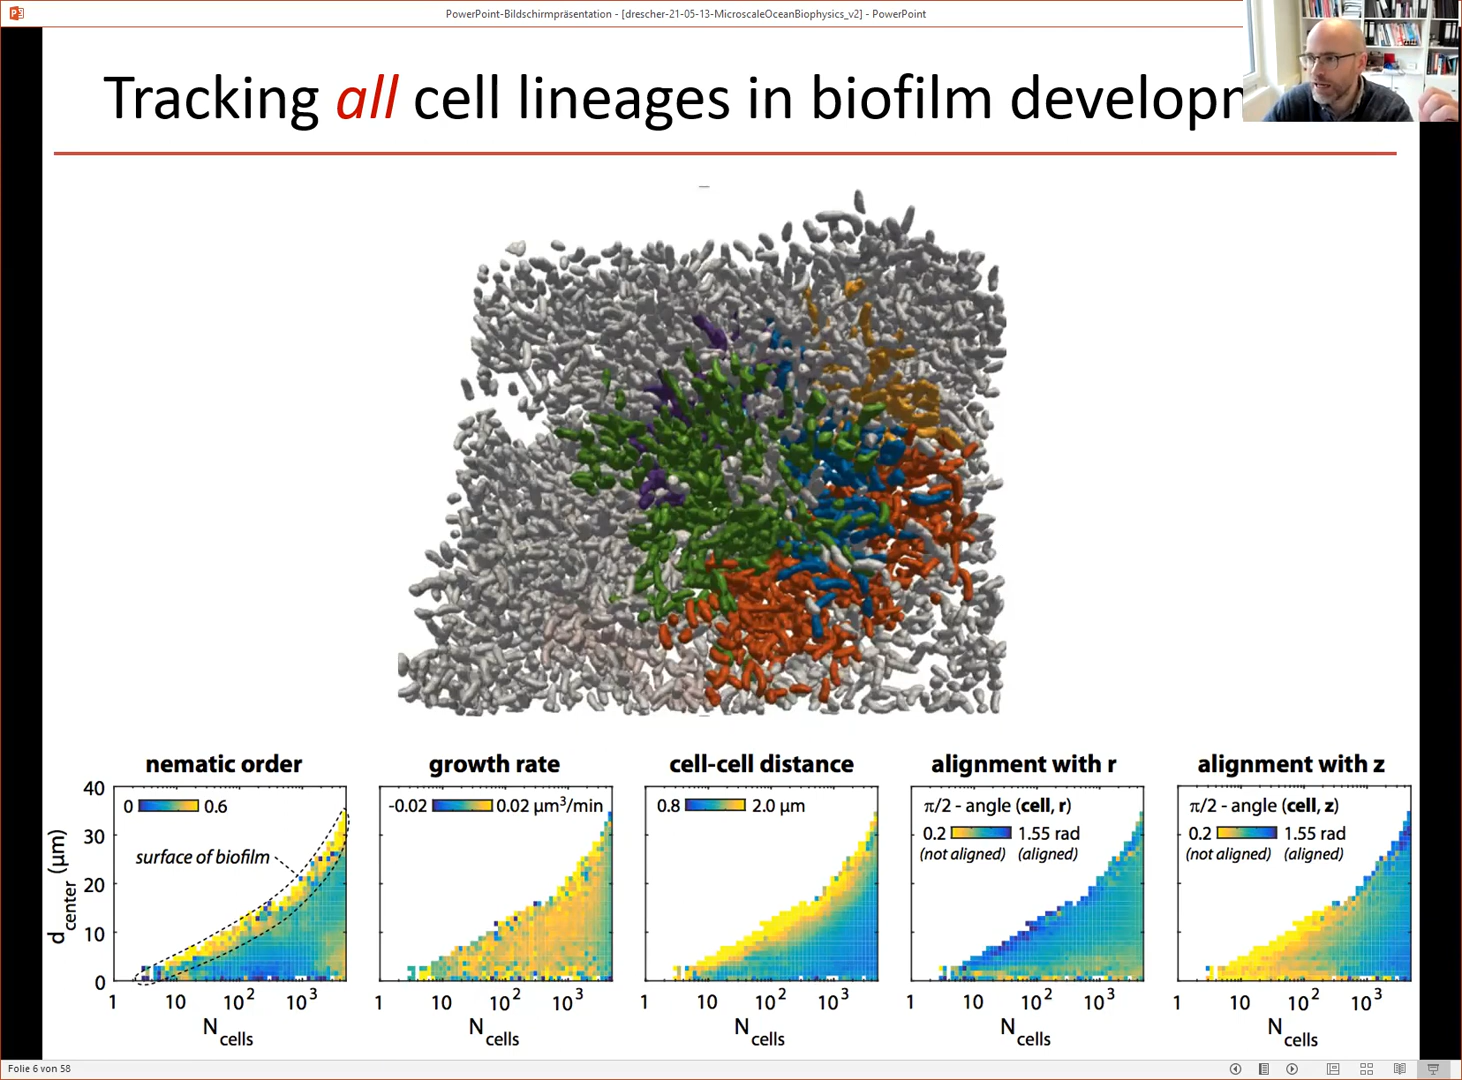 PowerPoint-Bildschirmpräsentation - [drescher-21-05-13-MicroscaleOceanBiophysics_v2] - PowerPoint
Tracking all cell lineages in biofilm developm
nematic order
0 0.6
surface of biofilm
40
30
20
10
0
d_center (μm)
1 10 10² 10³
N_cells
growth rate
-0.02 0.02 μm³/min
1 10 10² 10³
N_cells
cell-cell distance
0.8 2.0 μm
1 10 10² 10³
N_cells
alignment with r
π/2 - angle (cell, r)
0.2 1.55 rad
(not aligned) (aligned)
1 10 10² 10³
N_cells
alignment with z
π/2 - angle (cell, z)
0.2 1.55 rad
(not aligned) (aligned)
1 10 10² 10³
N_cells
Folie 6 von 58